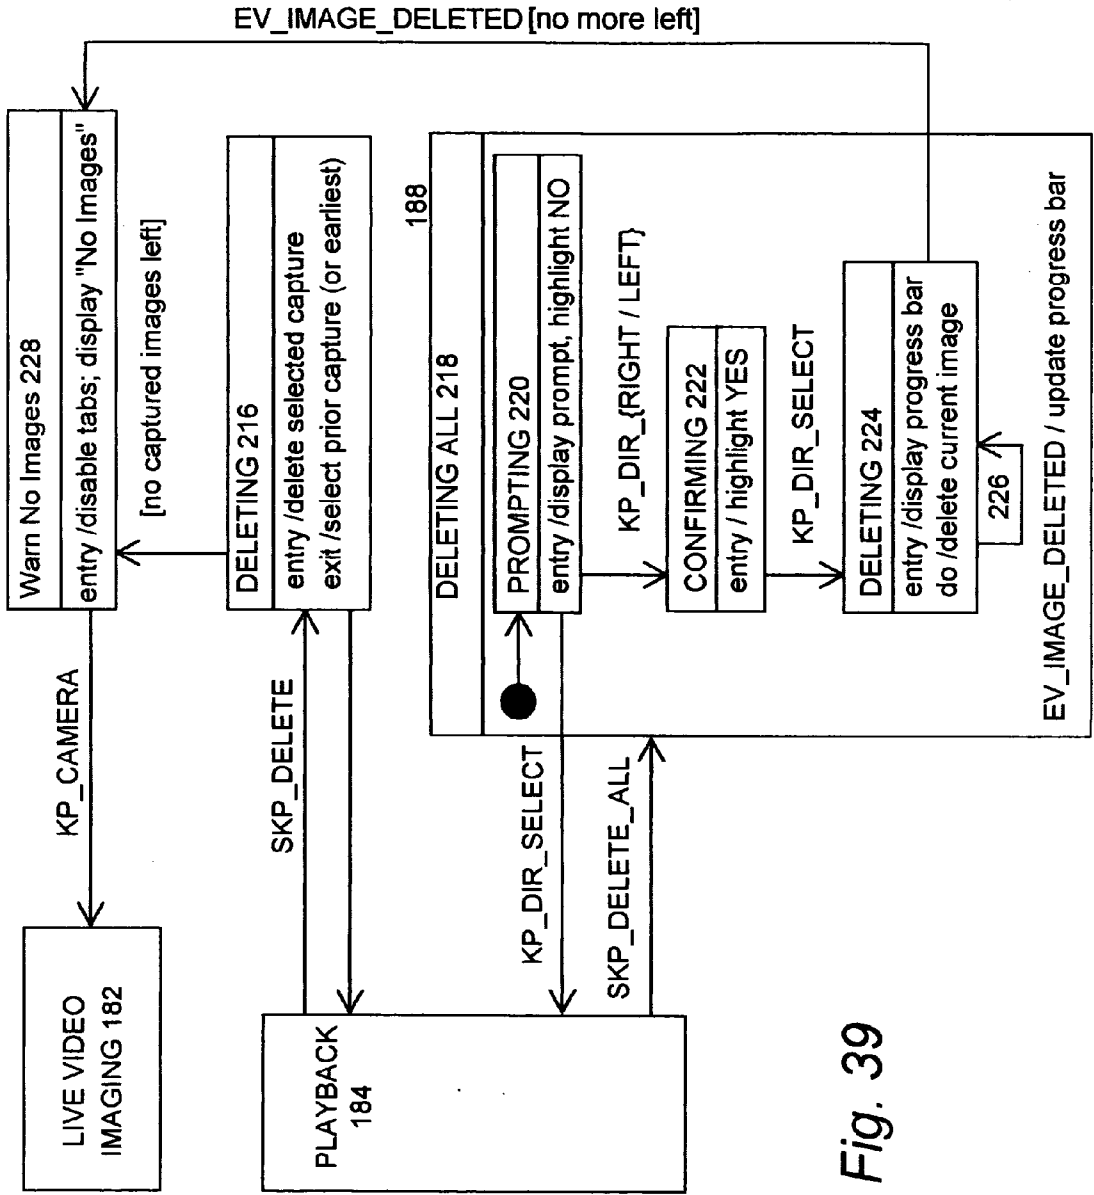 EV_IMAGE_DELETED [no more left]
LIVE VIDEO
IMAGING 182
KP_CAMERA
Warn No Images 228
entry /disable tabs; display "No Images"
[no captured images left]
PLAYBACK
184
SKP_DELETE
DELETING 216
entry /delete selected capture
exit /select prior capture (or earliest)
188
DELETING ALL 218
KP_DIR_SELECT
SKP_DELETE_ALL
PROMPTING 220
entry /display prompt, highlight NO
KP_DIR_{RIGHT / LEFT}
CONFIRMING 222
entry / highlight YES
KP_DIR_SELECT
DELETING 224
entry /display progress bar
do /delete current image
226
EV_IMAGE_DELETED / update progress bar
Fig. 39